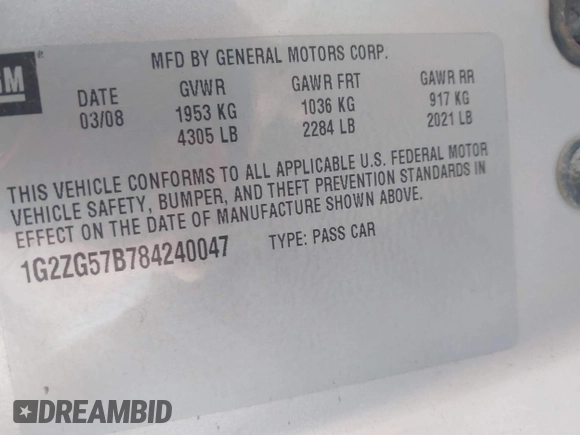 GM
MFD BY GENERAL MOTORS CORP.
DATE GVWR GAWR FRT GAWR RR
03/08 1953 KG 1036 KG 917 KG
4305 LB 2284 LB 2021 LB
THIS VEHICLE CONFORMS TO ALL APPLICABLE U.S. FEDERAL MOTOR
VEHICLE SAFETY, BUMPER, AND THEFT PREVENTION STANDARDS IN
EFFECT ON THE DATE OF MANUFACTURE SHOWN ABOVE.
1G2ZG57B784240047 TYPE: PASS CAR
DREAMBID